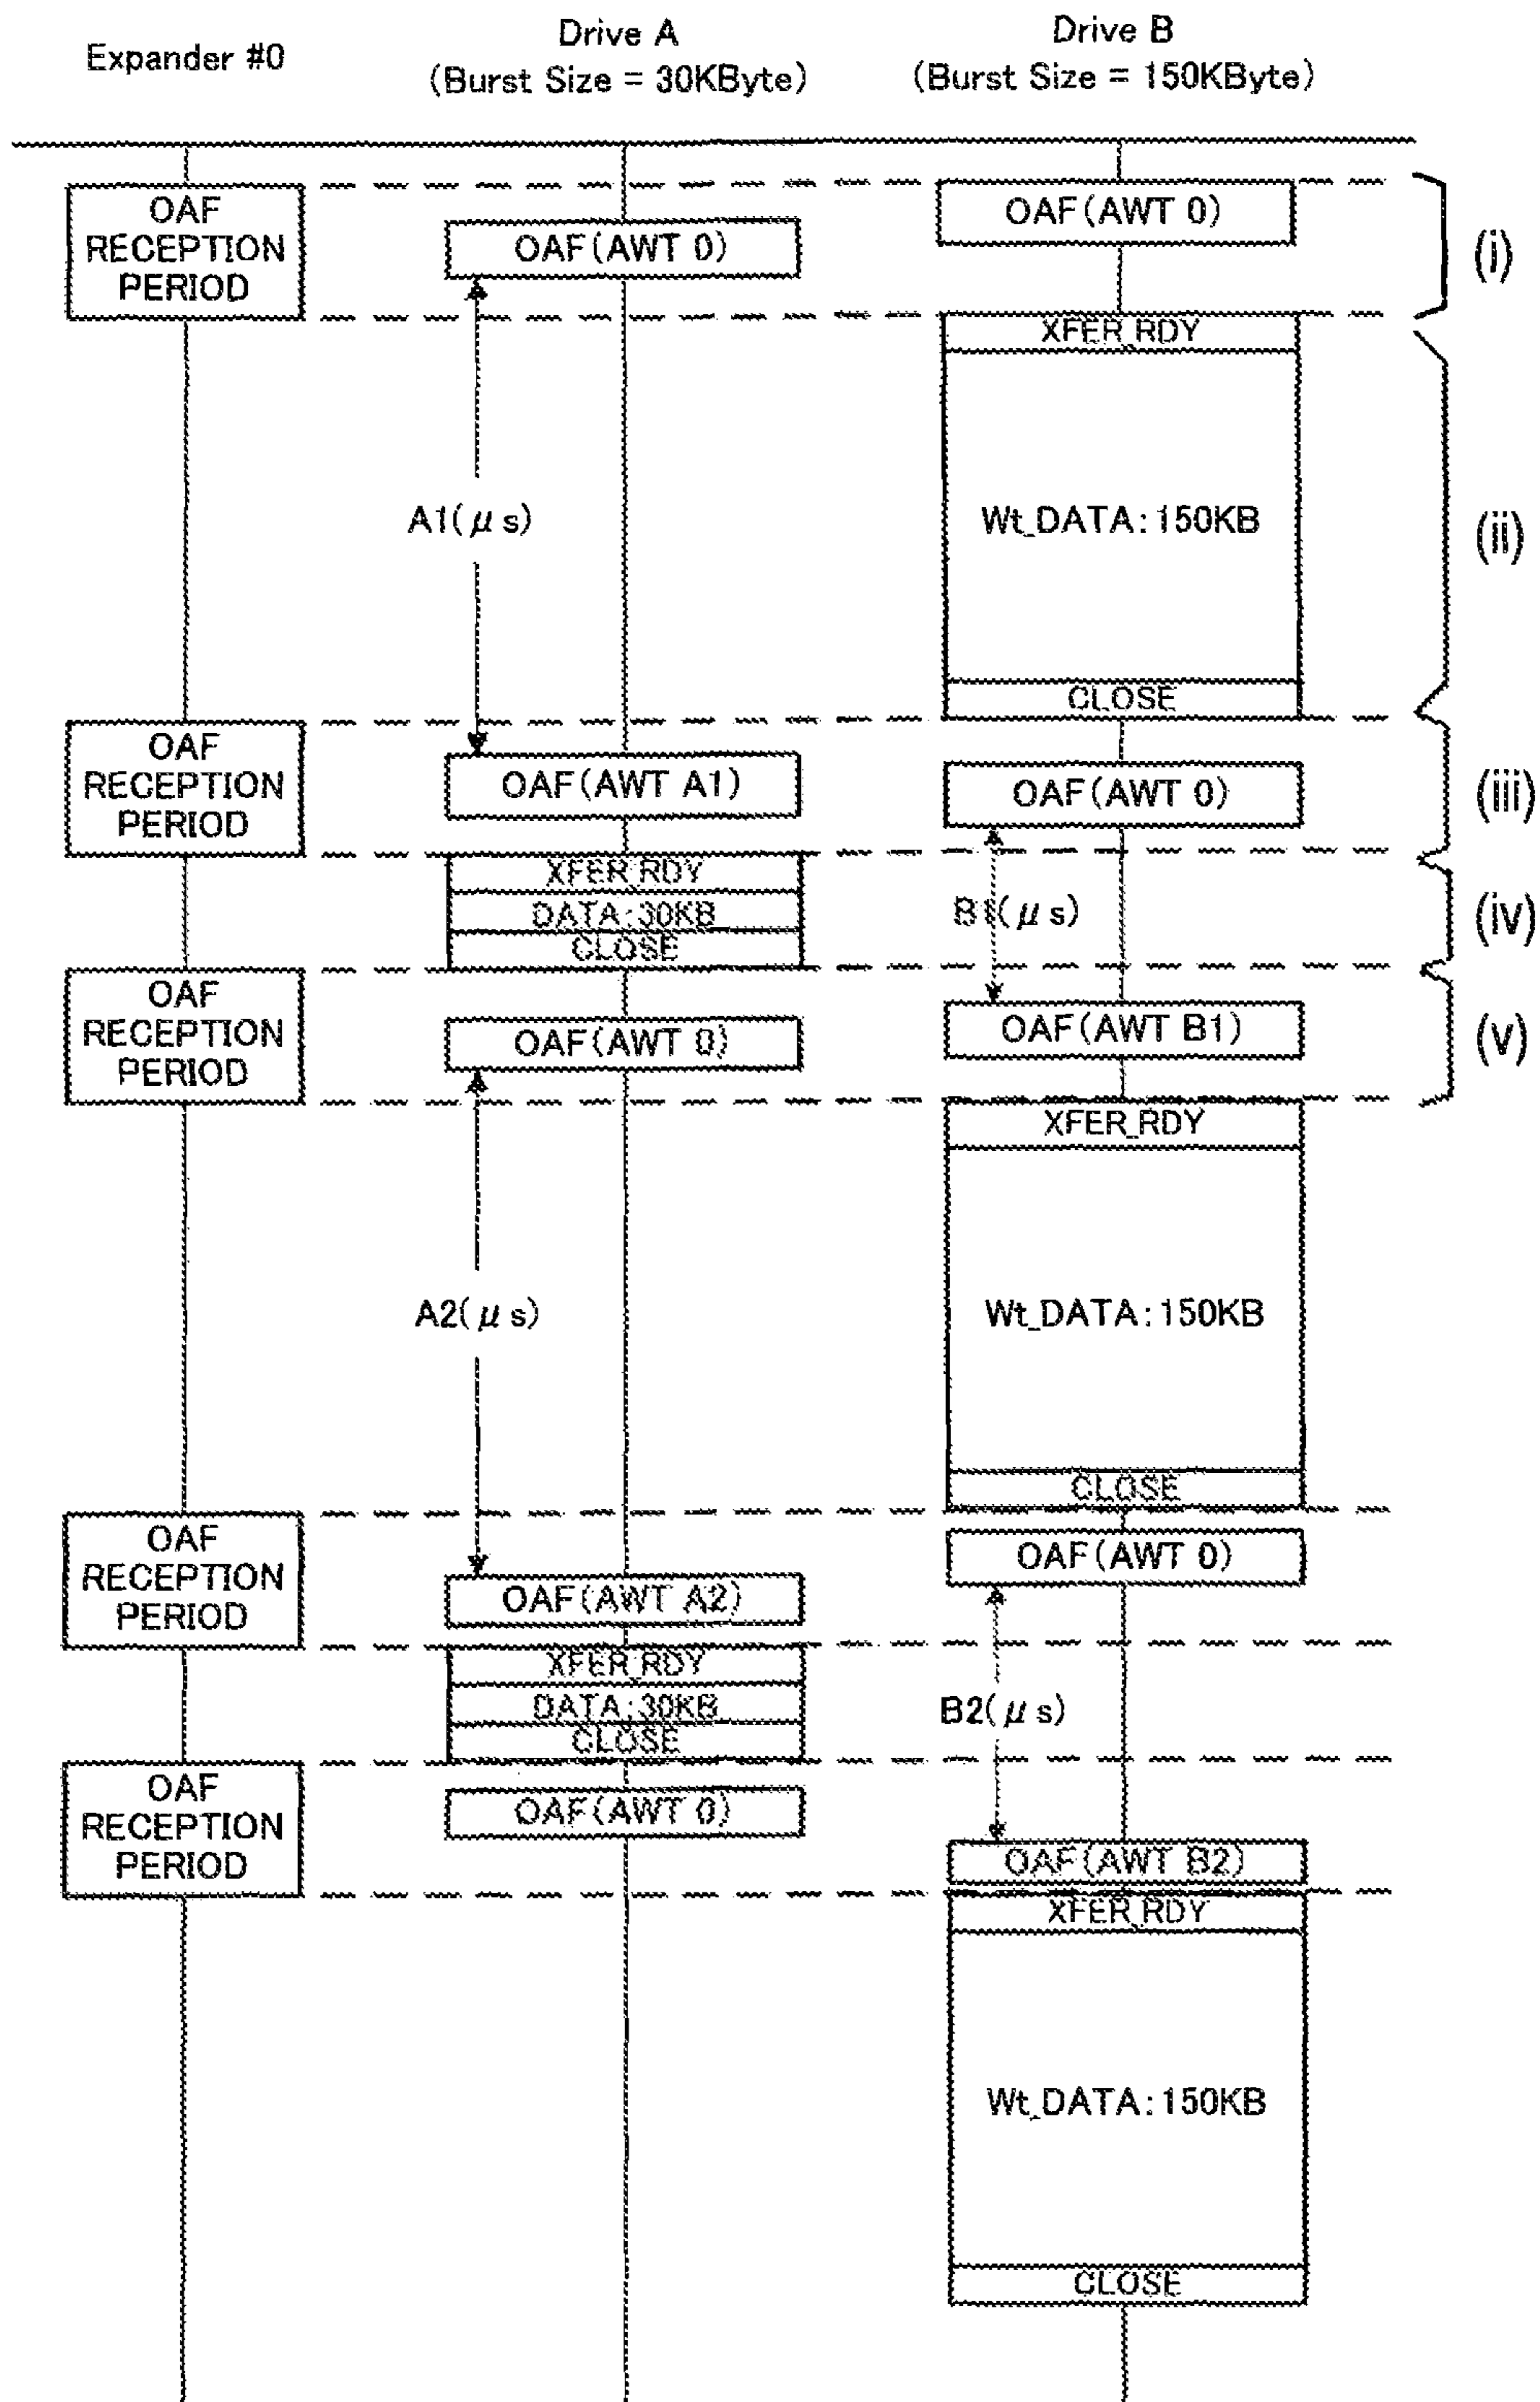 Expander #0
Drive A
(Burst Size = 30KByte)
Drive B
(Burst Size = 150KByte)
OAF
RECEPTION
PERIOD
OAF(AWT 0)
OAF(AWT 0)
(i)
XFER_RDY
A1(μs)
Wt_DATA:150KB
(ii)
CLOSE
OAF
RECEPTION
PERIOD
OAF(AWT A1)
OAF(AWT 0)
(iii)
XFER_RDY
DATA:30KB
CLOSE
B1(μs)
(iv)
OAF
RECEPTION
PERIOD
OAF(AWT 0)
OAF(AWT B1)
(v)
XFER_RDY
A2(μs)
Wt_DATA:150KB
CLOSE
OAF
RECEPTION
PERIOD
OAF(AWT 0)
OAF(AWT A2)
XFER_RDY
DATA:30KB
CLOSE
B2(μs)
OAF
RECEPTION
PERIOD
OAF(AWT 0)
OAF(AWT B2)
XFER_RDY
Wt_DATA:150KB
CLOSE